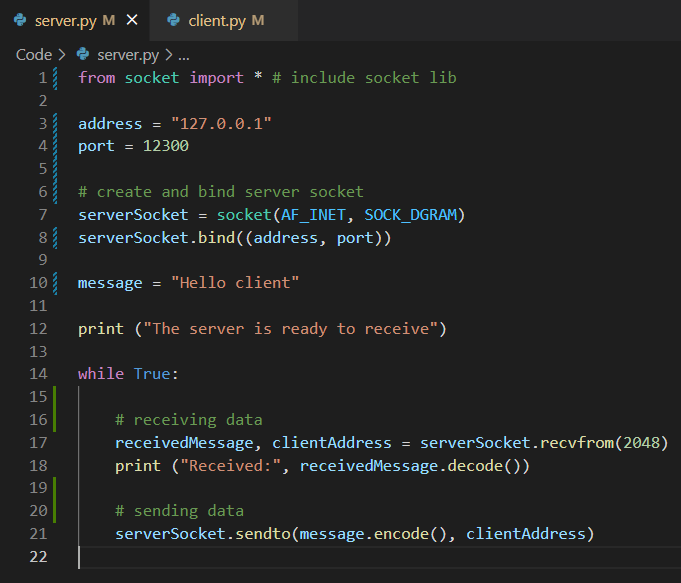 server.py M ✕ client.py M
Code > server.py > ...
1 from socket import * # include socket lib
2
3 address = "127.0.0.1"
4 port = 12300
5
6 # create and bind server socket
7 serverSocket = socket(AF_INET, SOCK_DGRAM)
8 serverSocket.bind((address, port))
9
10 message = "Hello client"
11
12 print ("The server is ready to receive")
13
14 while True:
15
16     # receiving data
17     receivedMessage, clientAddress = serverSocket.recvfrom(2048)
18     print ("Received:", receivedMessage.decode())
19
20     # sending data
21     serverSocket.sendto(message.encode(), clientAddress)
22